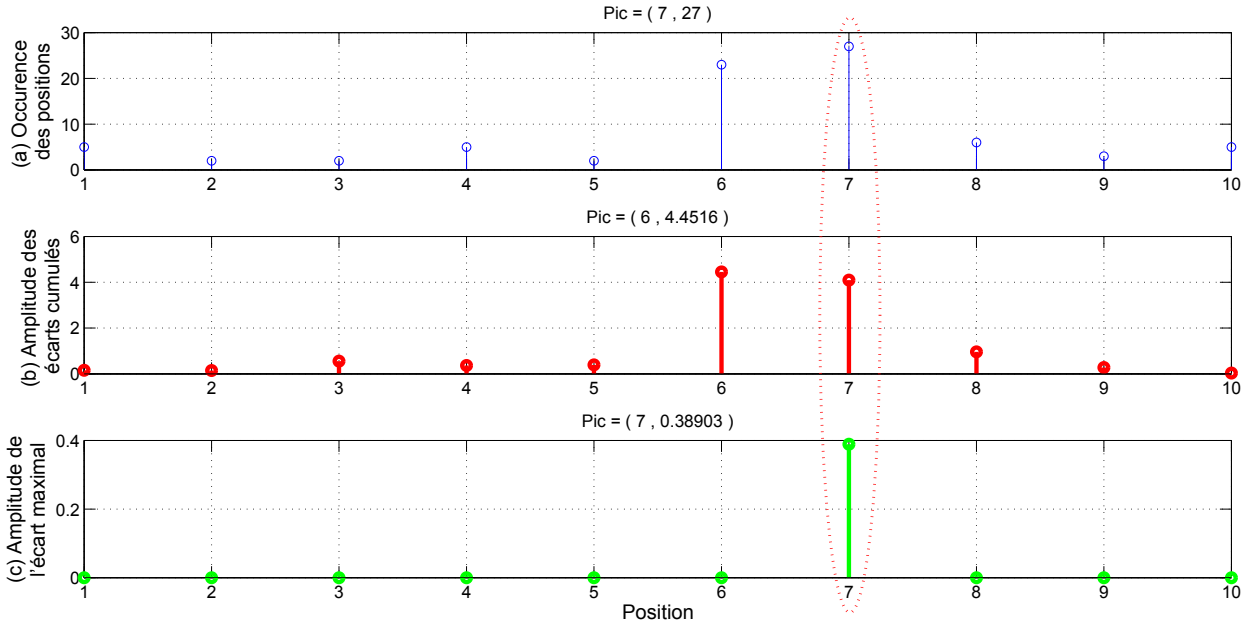 Pic = ( 7 , 27 )
(a) Occurence
des positions
30
20
10
0
1 2 3 4 5 6 7 8 9 10
Pic = ( 6 , 4.4516 )
(b) Amplitude des
écarts cumulés
6
4
2
0
1 2 3 4 5 6 7 8 9 10
Pic = ( 7 , 0.38903 )
(c) Amplitude de
l'écart maximal
0.4
0.2
0
1 2 3 4 5 6 7 8 9 10
Position